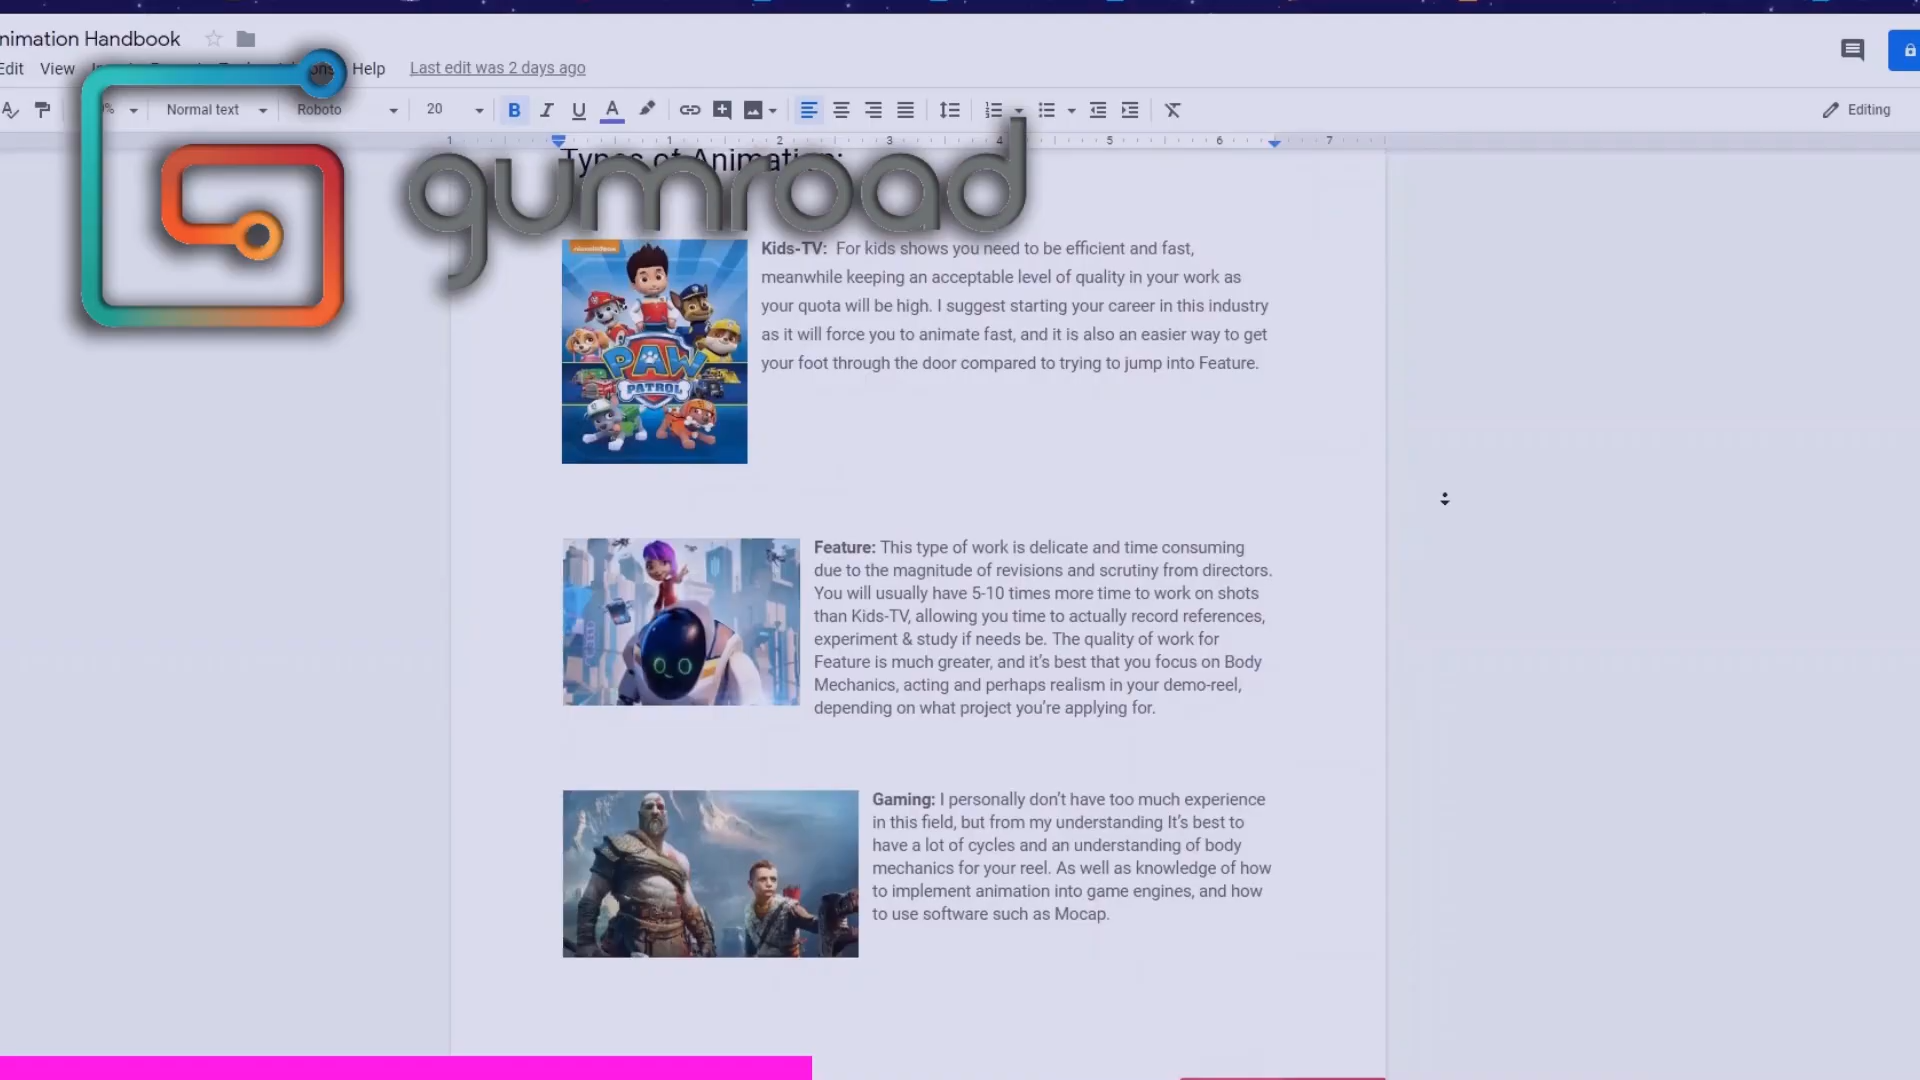 nimation Handbook
Edit View Help Last edit was 2 days ago
Normal text Roboto 20 B I U A Editing
1 1 2 3 4 5 6 7
Types of Animation:
gumroad
Kids-TV: For kids shows you need to be efficient and fast,
meanwhile keeping an acceptable level of quality in your work as
your quota will be high. I suggest starting your career in this industry
as it will force you to animate fast, and it is also an easier way to get
your foot through the door compared to trying to jump into Feature.
PAW
PATROL
Feature: This type of work is delicate and time consuming
due to the magnitude of revisions and scrutiny from directors.
You will usually have 5-10 times more time to work on shots
than Kids-TV, allowing you time to actually record references,
experiment & study if needs be. The quality of work for
Feature is much greater, and it's best that you focus on Body
Mechanics, acting and perhaps realism in your demo-reel,
depending on what project you're applying for.
Gaming: I personally don't have too much experience
in this field, but from my understanding It's best to
have a lot of cycles and an understanding of body
mechanics for your reel. As well as knowledge of how
to implement animation into game engines, and how
to use software such as Mocap.